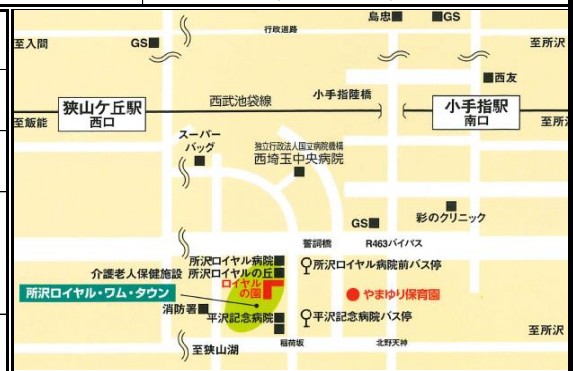 島忠
GS
行政道路
至入間
GS
至所沢
西友
狭山ケ丘駅
西口
西武池袋線
小手指陸橋
小手指駅
南口
至飯能
至所沢
スーパー
バッグ
独立行政法人国立病院機構
西埼玉中央病院
GS
彩のクリニック
誓詞橋
R463バイパス
所沢ロイヤル病院
所沢ロイヤル病院前バス停
介護老人保健施設 所沢ロイヤルの丘
ロイヤル
の園
所沢ロイヤル・ワム・タウン
やまゆり保育園
消防署
平沢記念病院
平沢記念病院バス停
至所沢
至狭山湖
稲荷坂
北野天神